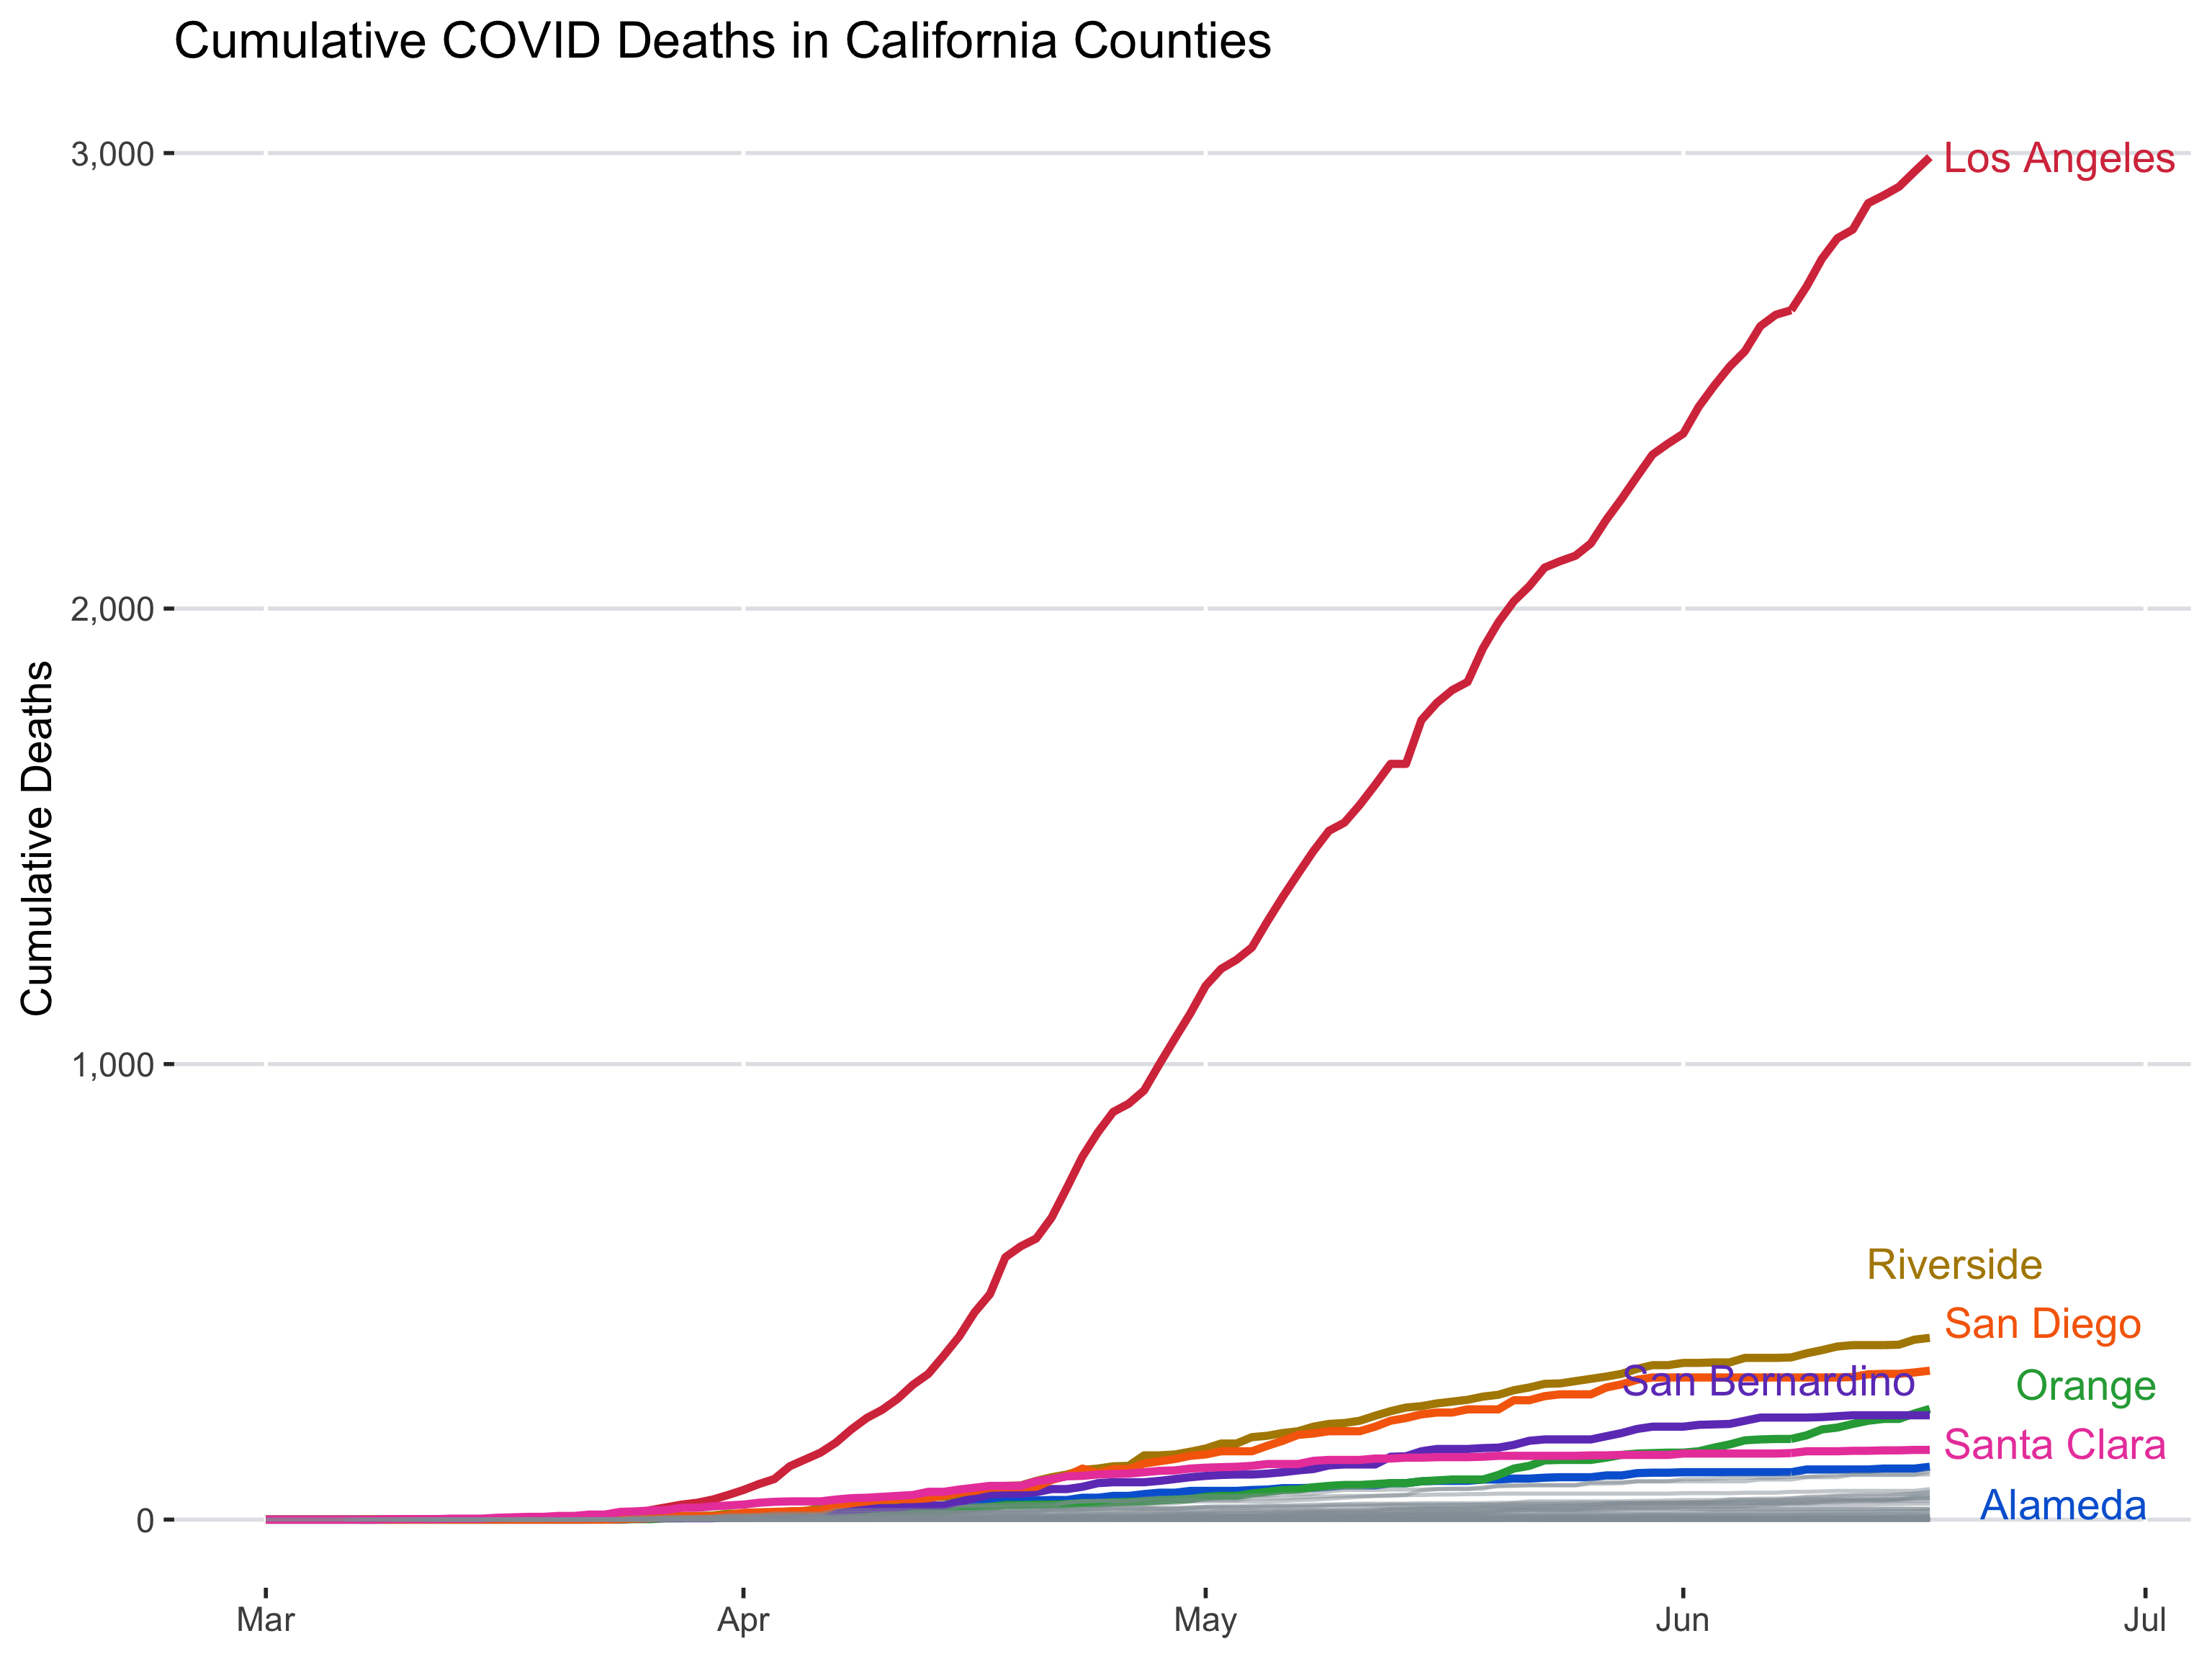 Cumulative COVID Deaths in California Counties
Cumulative Deaths
3,000
2,000
1,000
0
Los Angeles
Riverside
San Diego
San Bernardino
Orange
Santa Clara
Alameda
Mar
Apr
May
Jun
Jul